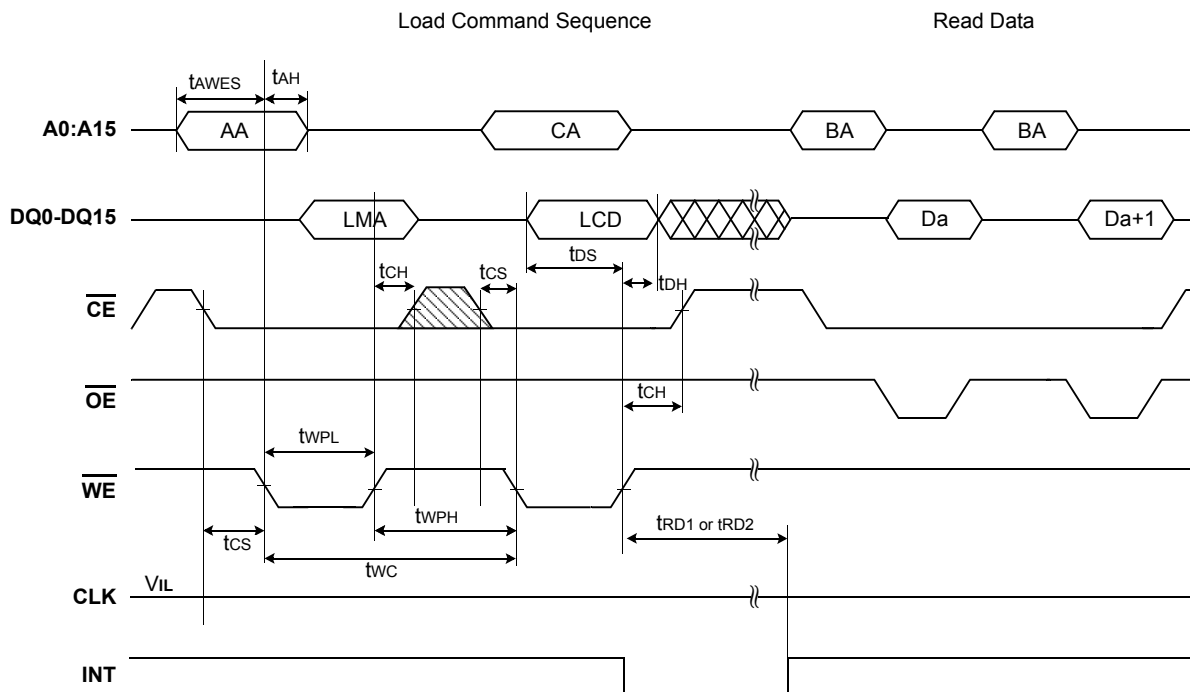 Load Command Sequence Read Data
tAWES tAH
A0:A15 AA CA BA BA
DQ0-DQ15 LMA LCD Da Da+1
tCH tCS tDS tDH
CE
OE tCH
tWPL
WE
tWPH tRD1 or tRD2
tCS
tWC
VIL
CLK
INT